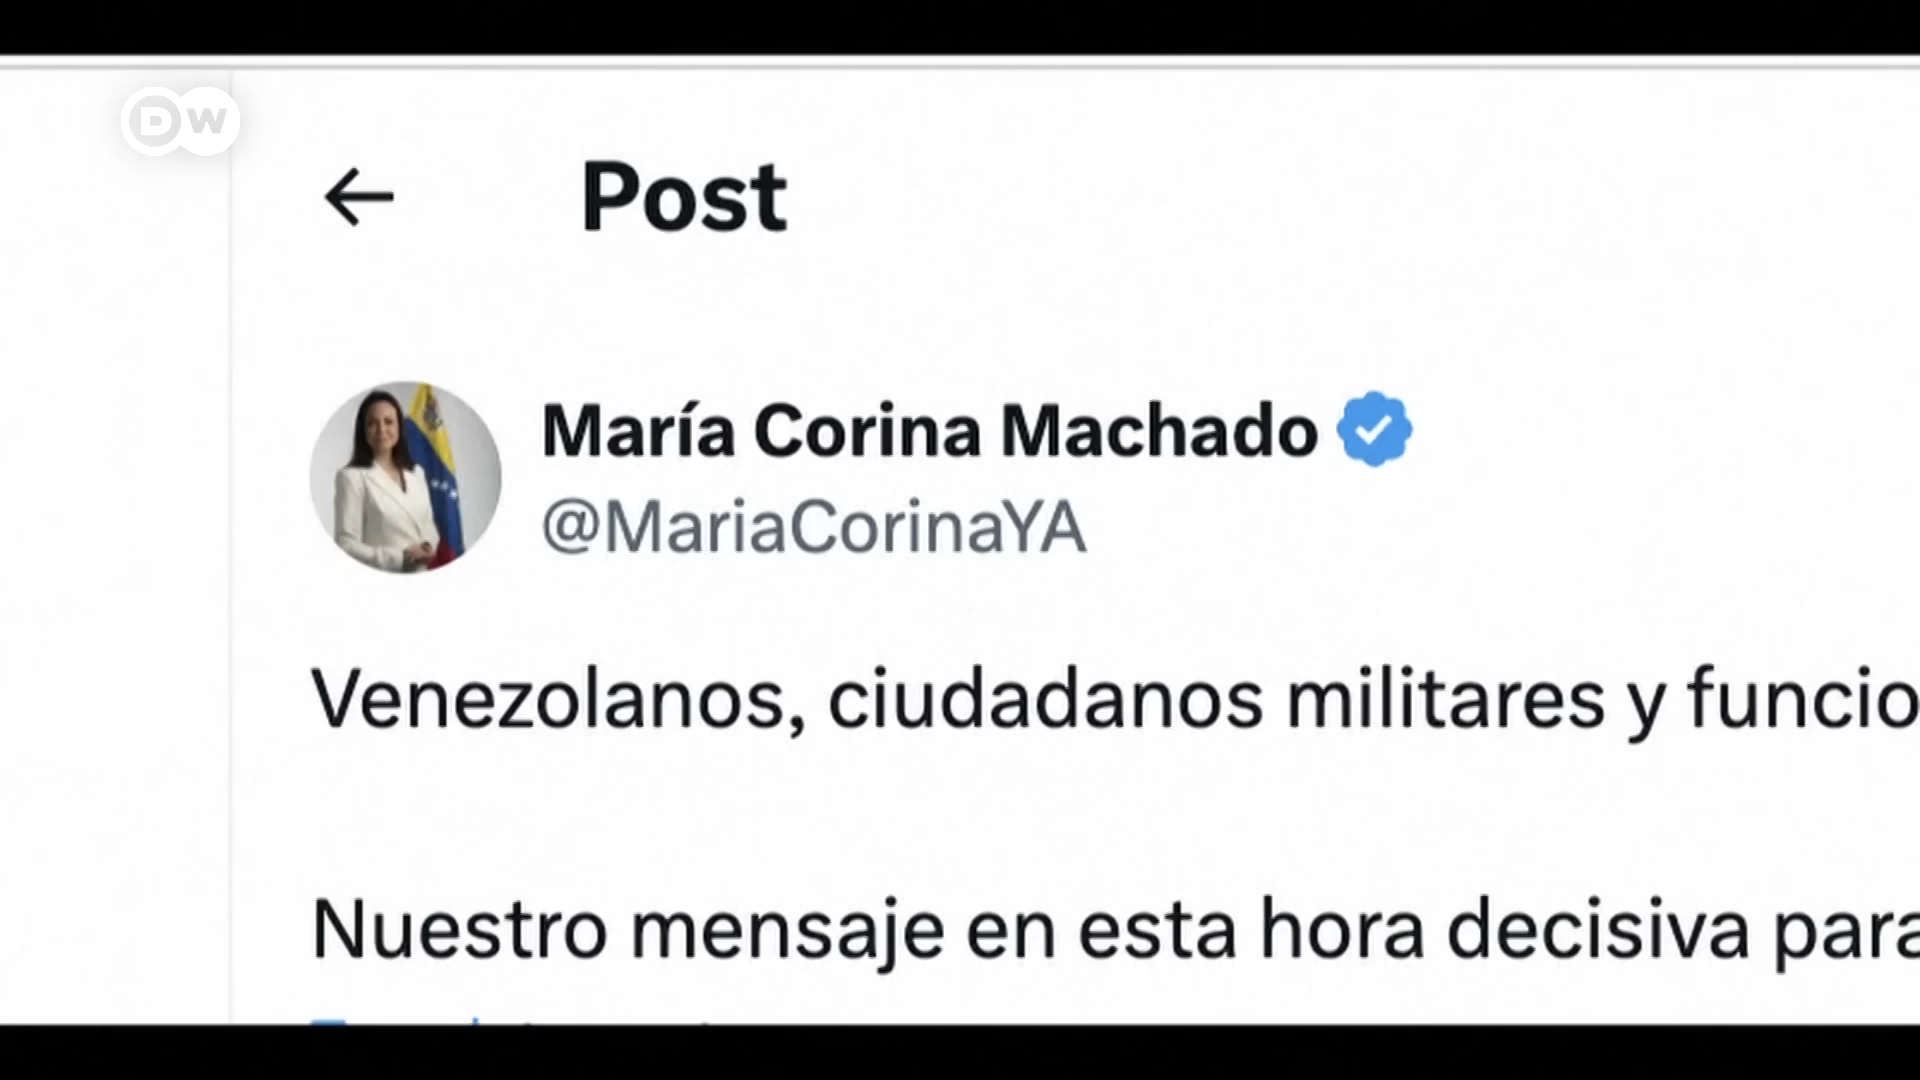 DW
Post
María Corina Machado
@MariaCorinaYA
Venezolanos, ciudadanos militares y funcio
Nuestro mensaje en esta hora decisiva para